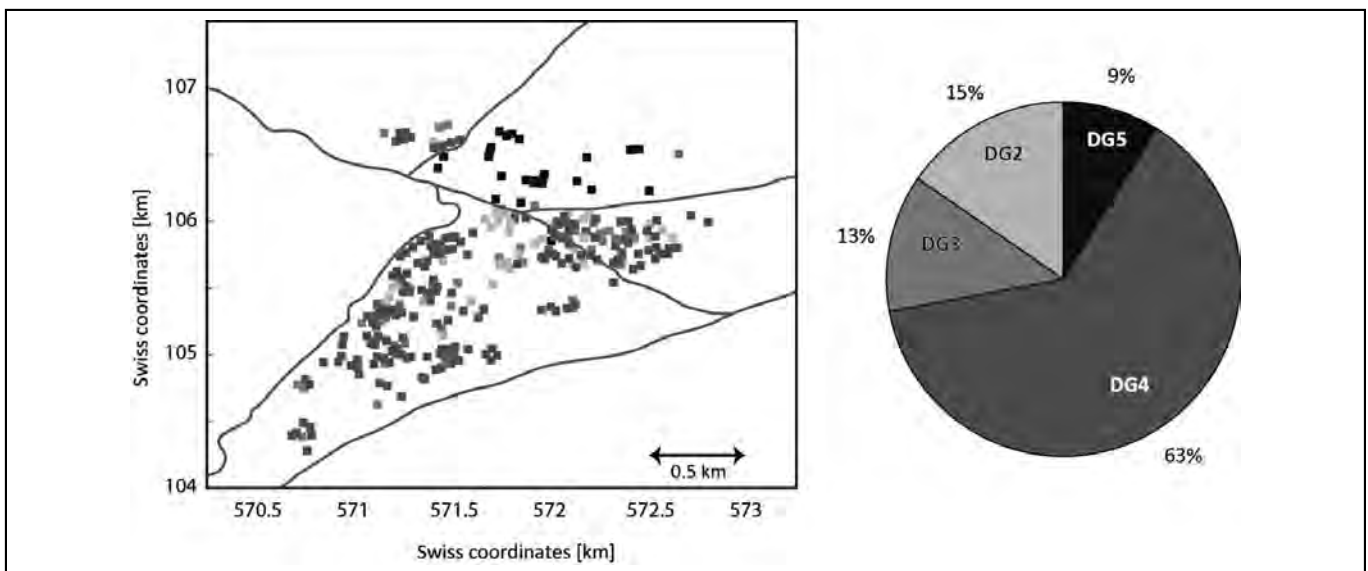 107
106
105
104
Swiss coordinates [km]
0.5 km
570.5 571 571.5 572 572.5 573
Swiss coordinates [km]
9%
15%
DG5
DG2
13%
DG3
DG4
63%